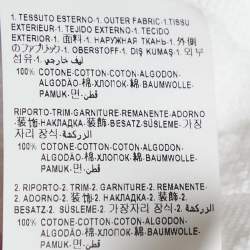 1. TESSUTO ESTERNO-1. OUTER FABRIC-1.TISSU
EXTERIEUR-1. TEJIDO EXTERNO-1. TECIDO
EXTERIOR-1. 面料-1. НАРУЖНАЯ ТКАНЬ-1. 外側
のファブリック-1. OBERSTOFF-1. DIŞ KUMAŞ-1. 외부
섬유-1. ليف خارجي-1.
100% COTONE-COTTON-COTON-ALGODON-
ALGODÃO-棉-ХЛОПОК-綿-BAUMWOLLE-
PAMUK-면-قطن-
RIPORTO-TRIM-GARNITURE-REMANENTE-ADORNO
-装饰-НАКЛАДКА-装飾-BESATZ-SÜSLEME-가장
자리 장식-الزركشة-
100% COTONE-COTTON-COTON-ALGODON-
ALGODÃO-棉-ХЛОПОК-綿-BAUMWOLLE-
PAMUK-면-قطن-
2. RIPORTO-2. TRIM-2. GARNITURE-2. REMANENTE-
2. ADORNO-2. 装饰-2. НАКЛАДКА-2. 装飾-2.
BESATZ-2. SÜSLEME-2. 가장자리 장식-2. الزركشة-2.
100% COTONE-COTTON-COTON-ALGODON-
ALGODÃO-棉-ХЛОПОК-綿-BAUMWOLLE-
PAMUK-면-قطن-